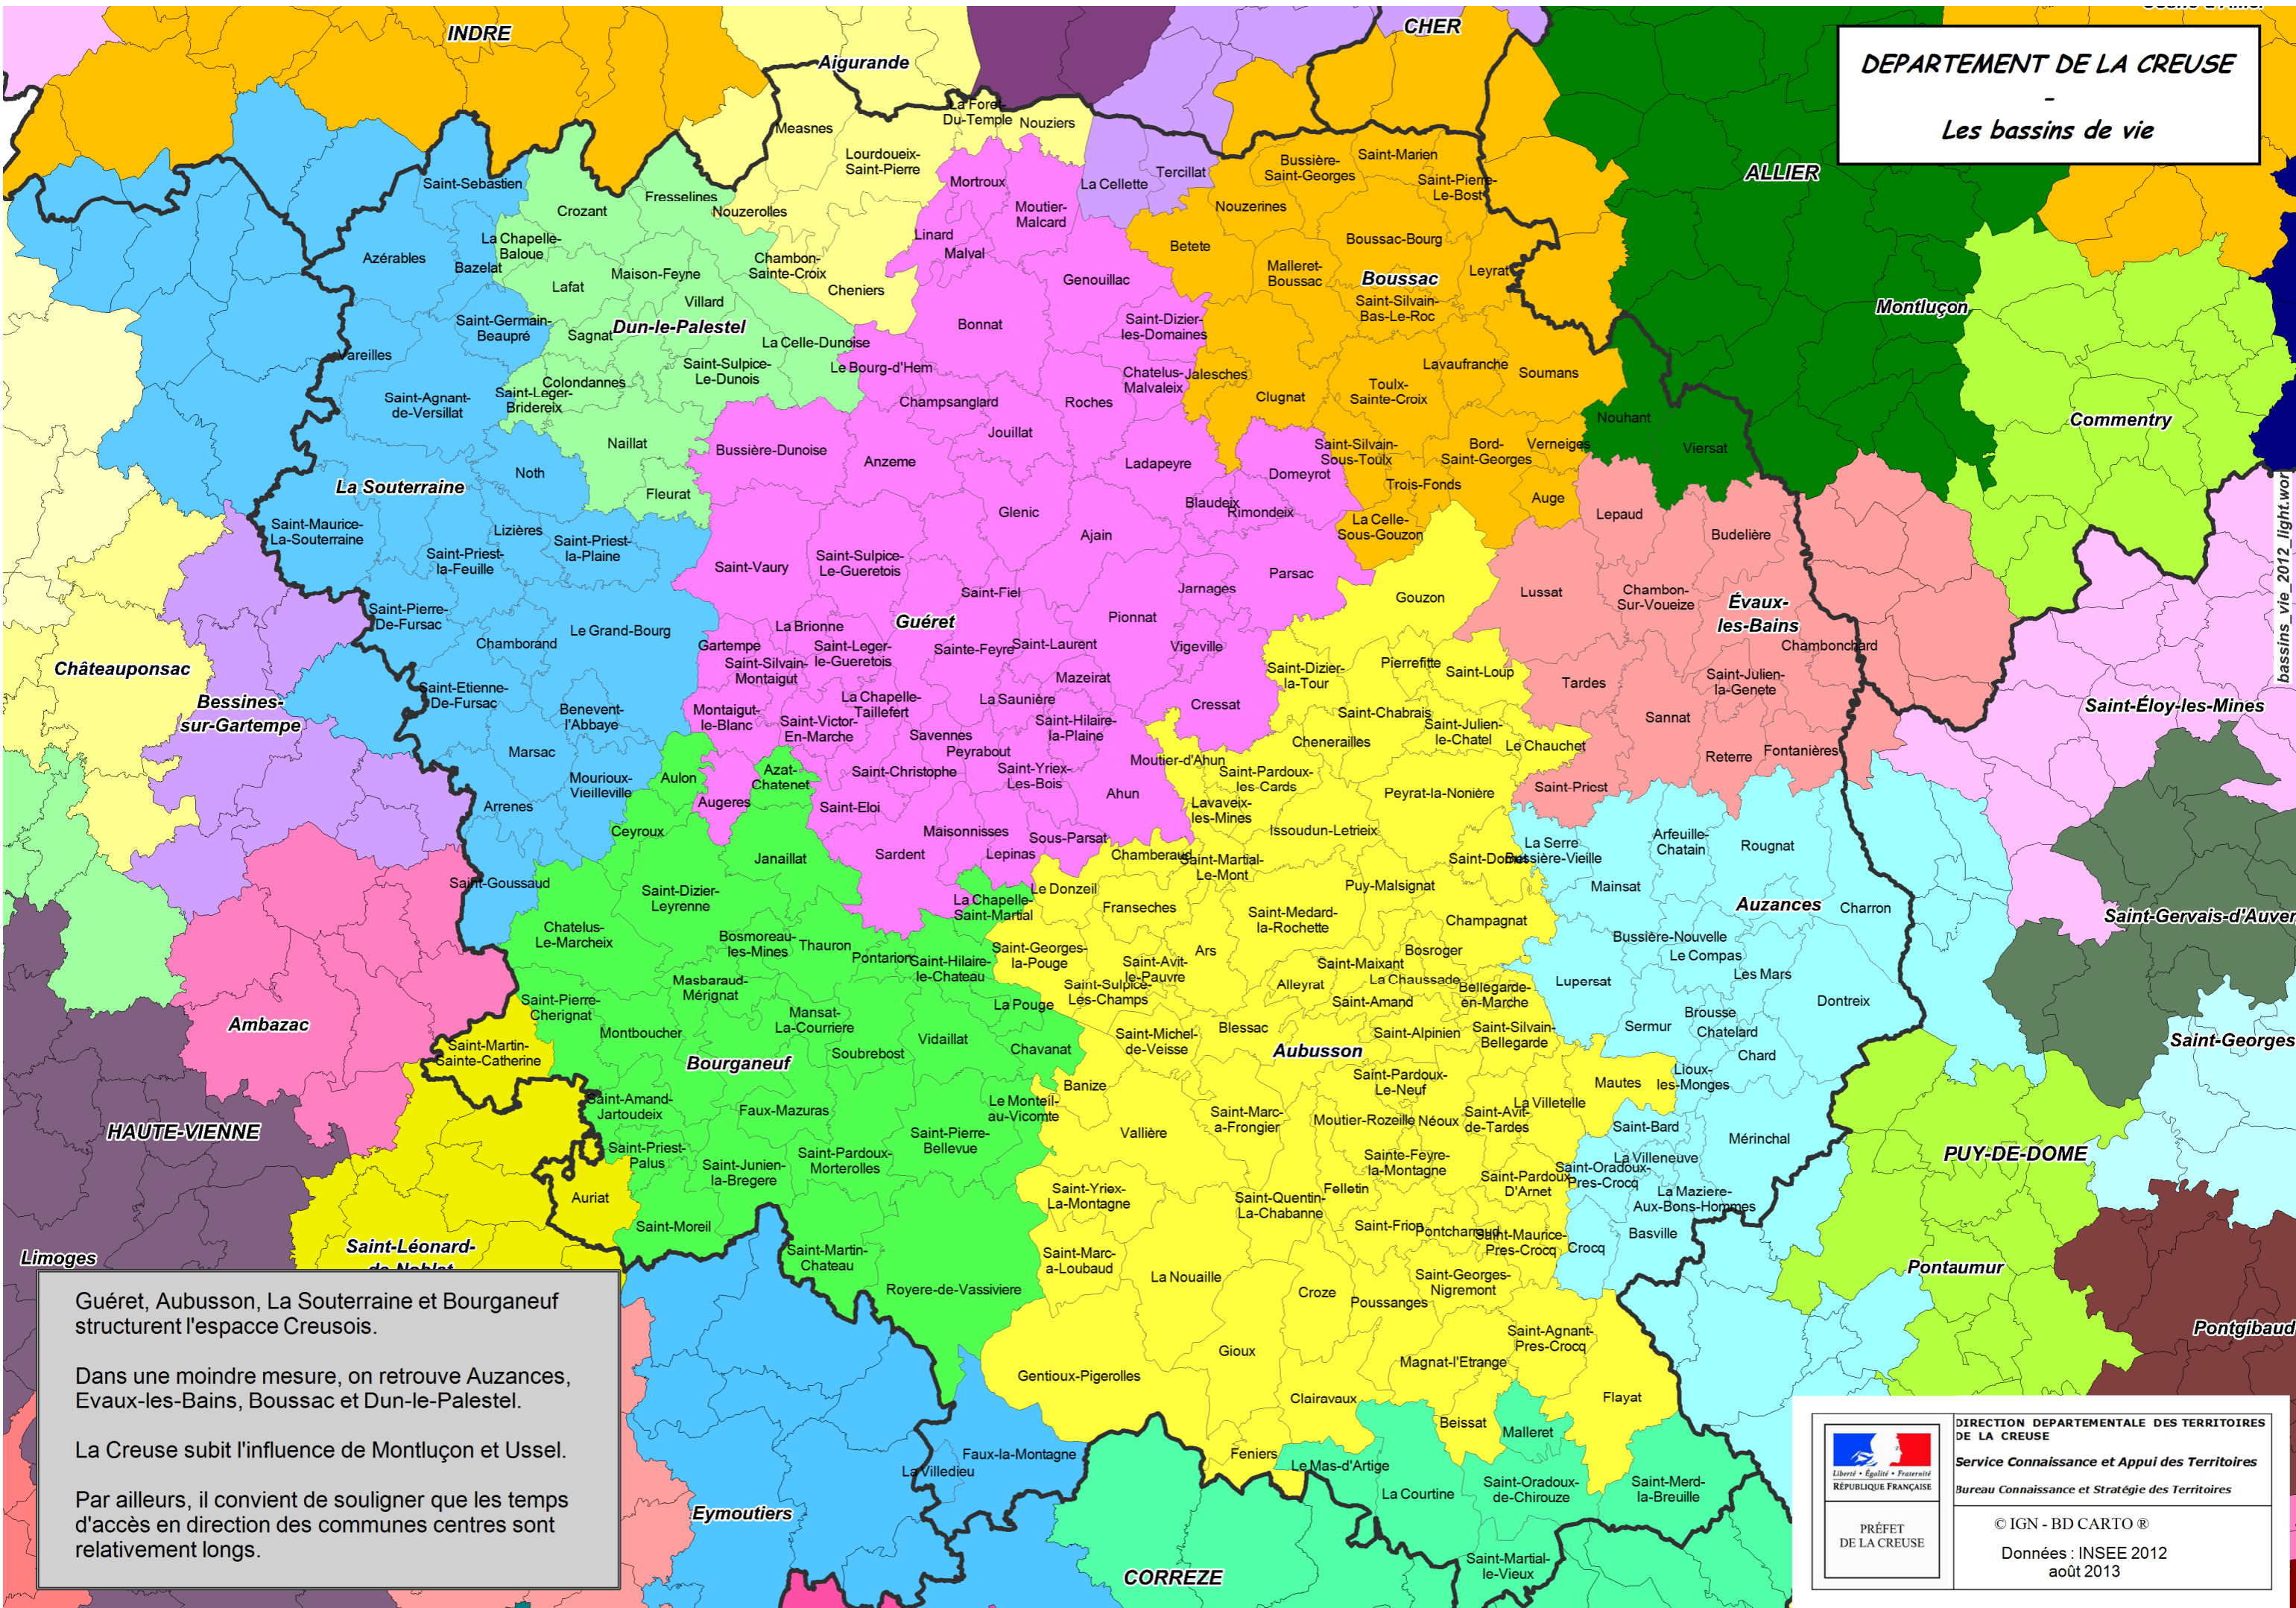 Cosne d'Allier
INDRE
CHER
Aigurande
DEPARTEMENT DE LA CREUSE
-
Les bassins de vie
La Foret-
Du-Temple
Nouziers
Measnes
Lourdoueix-
Saint-Pierre
Saint-Marien
Bussière-
Saint-Georges
Tercillat
La Cellette
ALLIER
Saint-Sebastien
Mortroux
Saint-Pierre-
Le-Bost
Fresselines
Crozant
Nouzerolles
Moutier-
Malcard
Nouzerines
Linard
Malval
Betete
Boussac-Bourg
La Chapelle-
Baloue
Azérables
Bazelat
Chambon-
Sainte-Croix
Maison-Feyne
Malleret-
Boussac
Boussac
Leyrat
Genouillac
Lafat
Cheniers
Villard
Saint-Silvain-
Bas-Le-Roc
Montluçon
Saint-Germain-
Beaupré
Dun-le-Palestel
Sagnat
Bonnat
Saint-Dizier-
les-Domaines
La Celle-Dunoise
Vareilles
Le Bourg-d'Hem
Saint-Sulpice-
Le-Dunois
Colondannes
Lavaufranche
Soumans
Chatelus-
Malvaleix
Jalesches
Toulx-
Sainte-Croix
Clugnat
Saint-Agnant-
de-Versillat
Saint-Leger-
Bridereix
Champsanglard
Roches
Nouhant
Commentry
Naillat
Jouillat
Bussière-Dunoise
Anzeme
Viersat
Verneiges
Bord-
Saint-Georges
Saint-Silvain-
Sous-Toulx
Ladapeyre
Domeyrot
Noth
La Souterraine
Fleurat
Trois-Fonds
Auge
Blaudeix
Rimondeix
Glenic
Lepaud
Saint-Maurice-
La-Souterraine
Lizières
Saint-Priest-
la-Plaine
Saint-Priest-
la-Feuille
La Celle-
Sous-Gouzon
Ajain
Budelière
Saint-Vaury
Saint-Sulpice-
Le-Gueretois
Parsac
Jarnages
Saint-Fiel
Gouzon
Lussat
Chambon-
Sur-Voueize
Évaux-
les-Bains
Saint-Pierre-
De-Fursac
Chamborand
Le Grand-Bourg
Guéret
Pionnat
La Brionne
Gartempe
Saint-Leger-
le-Gueretois
Sainte-Feyre
Saint-Laurent
Vigeville
Chambonchard
Saint-Silvain-
Montaigut
Saint-Dizier-
la-Tour
Pierrefitte
Saint-Loup
Châteauponsac
Mazeirat
Tardes
Saint-Julien-
la-Genete
Bessines-
sur-Gartempe
Saint-Etienne-
De-Fursac
La Chapelle-
Taillefert
La Saunière
Cressat
Saint-Éloy-les-Mines
Benevent-
l'Abbaye
Montaigut-
le-Blanc
Saint-Victor-
En-Marche
Saint-Hilaire-
la-Plaine
Saint-Chabrais
Sannat
Saint-Julien-
le-Chatel
Savennes
Peyrabout
Chenerailles
Le Chauchet
Reterre
Fontanières
Marsac
Moutier-d'Ahun
Mourioux-
Vieilleville
Aulon
Azat-
Chatenet
Saint-Christophe
Saint-Yriex-
Les-Bois
Saint-Pardoux-
les-Cards
Arrenes
Augeres
Saint-Eloi
Ahun
Peyrat-la-Nonière
Saint-Priest
Lavaveix-
les-Mines
Ceyroux
Maisonnisses
Sous-Parsat
Issoudun-Letrieix
Janaillat
Sardent
Lepinas
Chamberaud
Saint-Martial-
Le-Mont
Saint-Domet
La Serre
Bussière-Vieille
Arfeuille-
Chatain
Rougnat
Saint-Goussaud
Saint-Dizier-
Leyrenne
Le Donzeil
Puy-Malsignat
Mainsat
La Chapelle-
Saint-Martial
Franseches
Saint-Medard-
la-Rochette
Champagnat
Auzances
Charron
Saint-Gervais-d'Auver
Chatelus-
Le-Marcheix
Bosmoreau-
les-Mines
Thauron
Pontarion
Saint-Hilaire-
le-Chateau
Saint-Georges-
la-Pouge
Ars
Bosroger
Bussière-Nouvelle
Le Compas
Saint-Avit-
le-Pauvre
Saint-Maixant
La Chaussade
Masbaraud-
Mérignat
Saint-Sulpice-
Les-Champs
Alleyrat
Lupersat
Les Mars
Bellegarde-
en-Marche
Saint-Amand
Dontreix
Saint-Pierre-
Cherignat
La Pouge
Mansat-
La-Courriere
Ambazac
Montboucher
Vidaillat
Saint-Michel-
de-Veisse
Blessac
Saint-Alpinien
Saint-Silvain-
Bellegarde
Sermur
Brousse
Chatelard
Saint-Georges
Saint-Martin-
Sainte-Catherine
Bourganeuf
Soubrebost
Chavanat
Aubusson
Chard
Lioux-
les-Monges
Mautes
Banize
Saint-Pardoux-
Le-Neuf
Saint-Amand-
Jartoudeix
Faux-Mazuras
Le Monteil-
au-Vicomte
Saint-Marc-
a-Frongier
Moutier-Rozeille
Néoux
La Villetelle
Saint-Avit-
de-Tardes
Saint-Bard
Mérinchal
HAUTE-VIENNE
Vallière
Saint-Pierre-
Bellevue
PUY-DE-DOME
Saint-Priest-
Palus
Saint-Junien-
la-Bregere
Saint-Pardoux-
Morterolles
Sainte-Feyre-
la-Montagne
La Villeneuve
Saint-Oradoux-
Pres-Crocq
Saint-Pardoux
D'Arnet
Auriat
Saint-Yriex-
La-Montagne
Saint-Quentin-
La-Chabanne
Felletin
La Maziere-
Aux-Bons-Hommes
Saint-Moreil
Saint-Frion
Pontcharraud
Saint-Maurice-
Pres-Crocq
Crocq
Basville
Limoges
Saint-Léonard-
de-Noblat
Saint-Martin-
Chateau
Saint-Marc-
a-Loubaud
La Nouaille
Royere-de-Vassiviere
Croze
Poussanges
Saint-Georges-
Nigremont
Pontaumur
Pontgibaud
Saint-Agnant-
Pres-Crocq
Gioux
Magnat-l'Etrange
Gentioux-Pigerolles
Clairavaux
Flayat
Beissat
Malleret
Faux-la-Montagne
La Villedieu
Feniers
Le Mas-d'Artige
La Courtine
Saint-Oradoux-
de-Chirouze
Saint-Merd-
la-Breuille
Eymoutiers
Saint-Martial-
le-Vieux
CORREZE
Guéret, Aubusson, La Souterraine et Bourganeuf
structurent l'espacce Creusois.
Dans une moindre mesure, on retrouve Auzances,
Evaux-les-Bains, Boussac et Dun-le-Palestel.
La Creuse subit l'influence de Montluçon et Ussel.
Par ailleurs, il convient de souligner que les temps
d'accès en direction des communes centres sont
relativement longs.
Liberté • Égalité • Fraternité
RÉPUBLIQUE FRANÇAISE
PRÉFET
DE LA CREUSE
DIRECTION DEPARTEMENTALE DES TERRITOIRES
DE LA CREUSE
Service Connaissance et Appui des Territoires
Bureau Connaissance et Stratégie des Territoires
© IGN - BD CARTO ®
Données : INSEE 2012
août 2013
bassins_vie_2012_light.wor